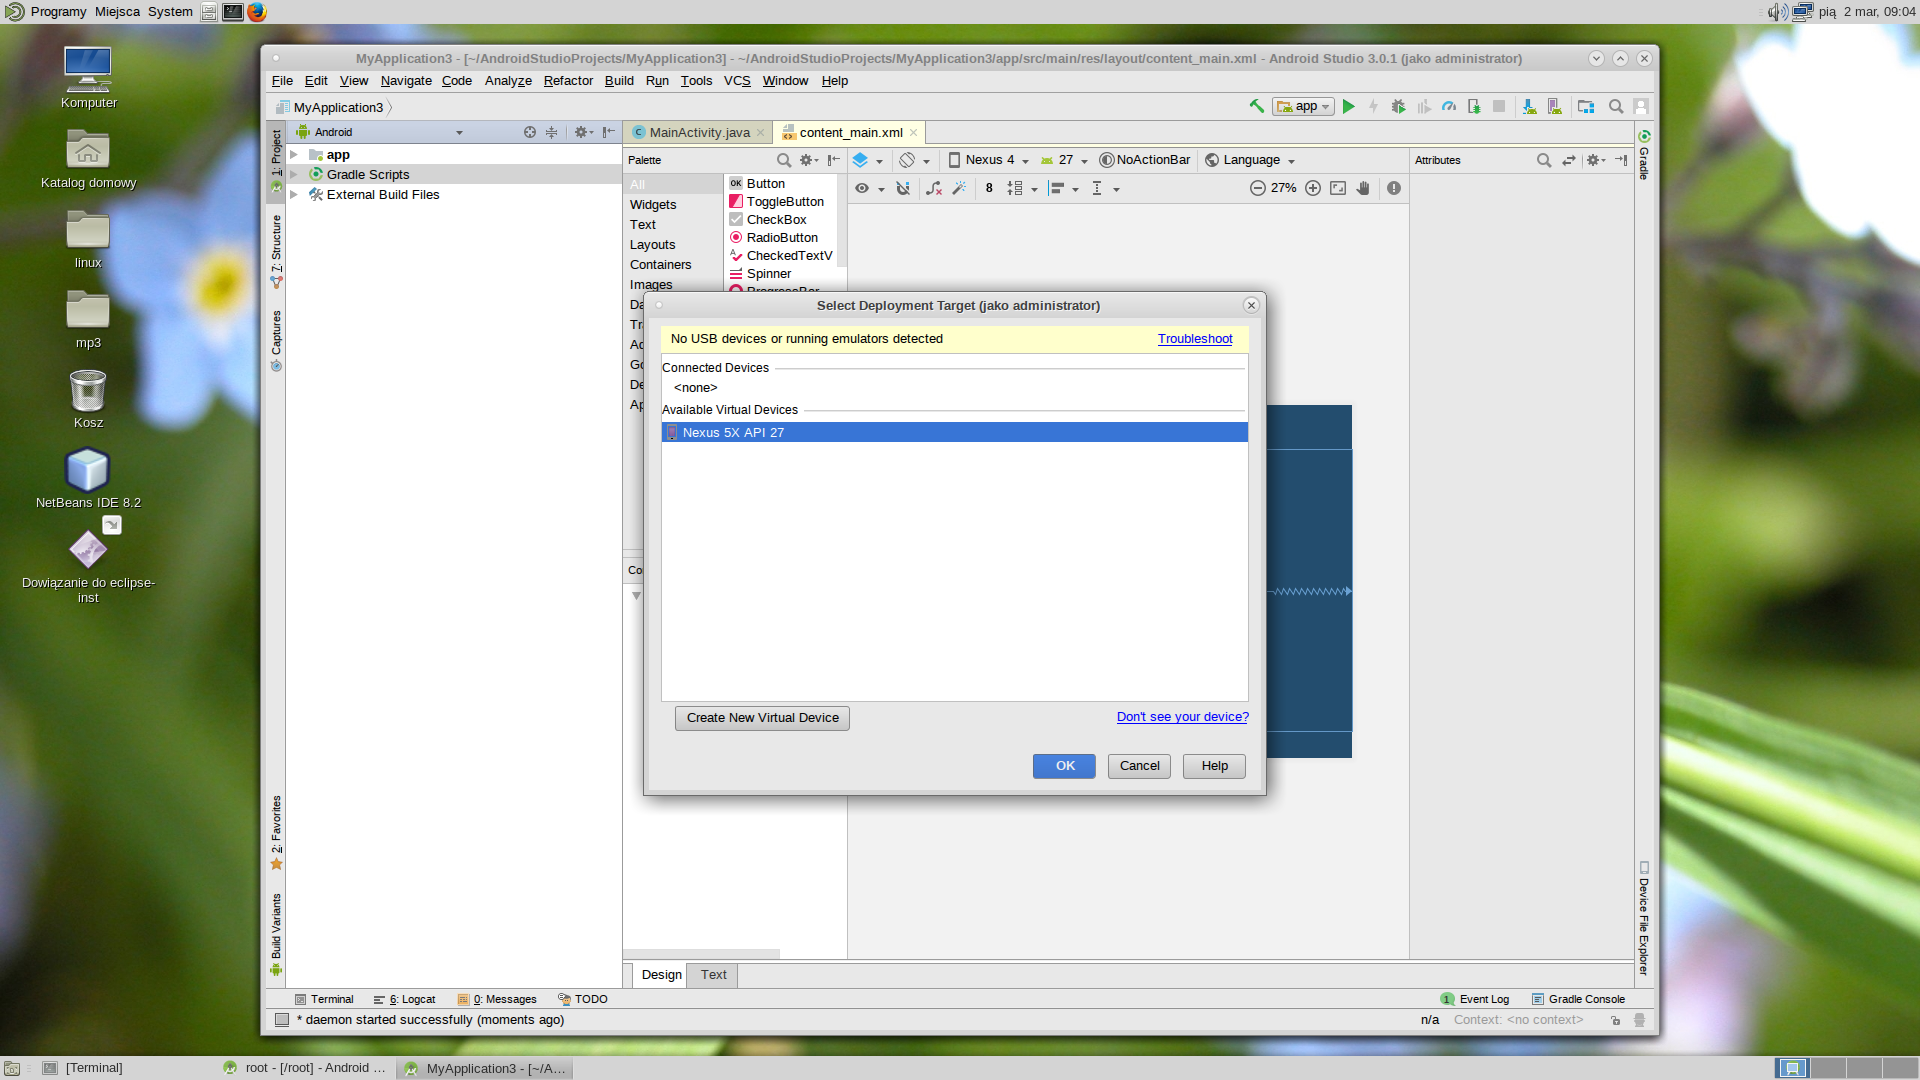 Programy Miejsca System
pią 2 mar, 09:04
Komputer
Katalog domowy
linux
mp3
Kosz
NetBeans IDE 8.2
Dowiązanie do eclipse-
inst
MyApplication3 - [~/AndroidStudioProjects/MyApplication3] - ~/AndroidStudioProjects/MyApplication3/app/src/main/res/layout/content_main.xml - Android Studio 3.0.1 (jako administrator)
File Edit View Navigate Code Analyze Refactor Build Run Tools VCS Window Help
MyApplication3
app
1: Project
7: Structure
Captures
2: Favorites
Build Variants
Android
app
Gradle Scripts
External Build Files
MainActivity.java
content_main.xml
Palette
All
Widgets
Text
Layouts
Containers
Images
OK Button
ToggleButton
CheckBox
RadioButton
CheckedTextV
Spinner
ProgressBar
Nexus 4
27
NoActionBar
Language
8
27%
Attributes
Gradle
Device File Explorer
Select Deployment Target (jako administrator)
No USB devices or running emulators detected
Troubleshoot
Connected Devices
<none>
Available Virtual Devices
Nexus 5X API 27
Create New Virtual Device
Don't see your device?
OK
Cancel
Help
Design
Text
Terminal
6: Logcat
0: Messages
TODO
1 Event Log
Gradle Console
* daemon started successfully (moments ago)
n/a
Context: <no context>
[Terminal]
root - [/root] - Android ...
MyApplication3 - [~/A...